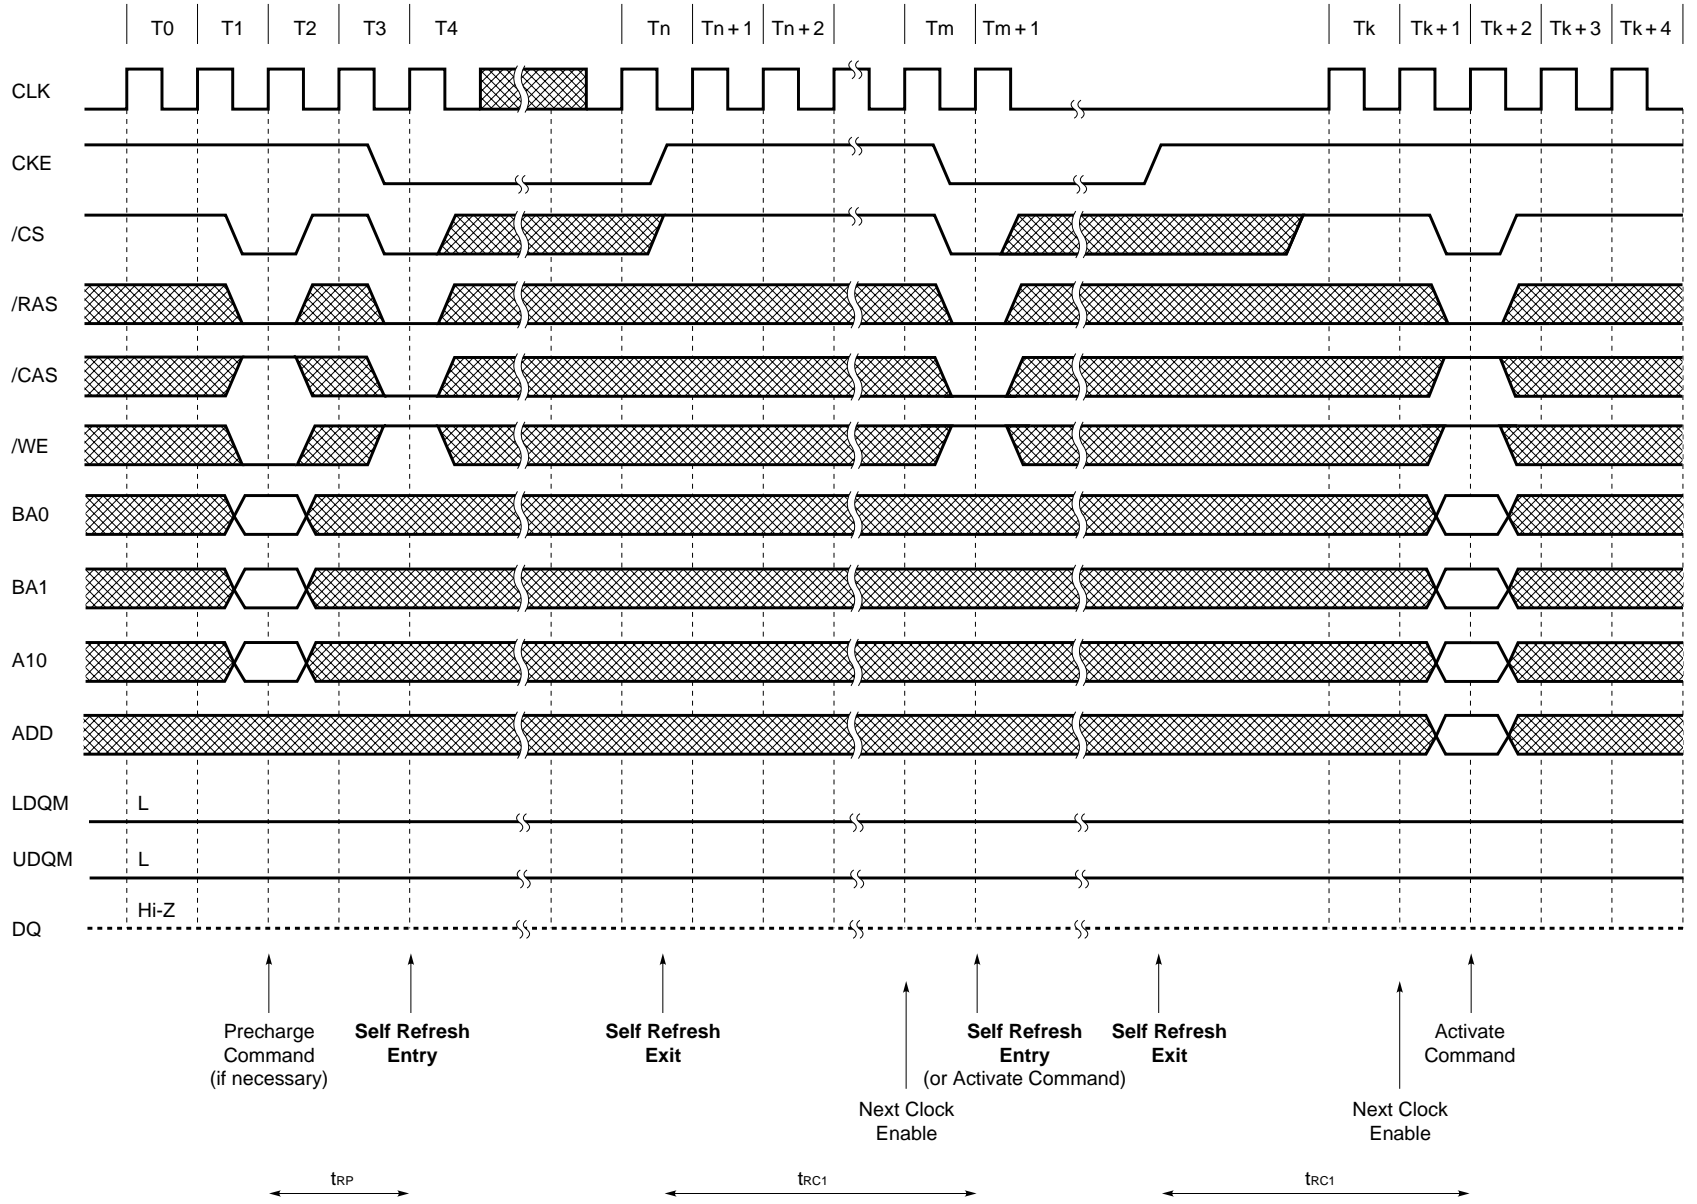 T0 T1 T2 T3 T4 Tn Tn + 1 Tn + 2 Tm Tm + 1 Tk Tk + 1 Tk + 2 Tk + 3 Tk + 4
CLK
CKE
/CS
/RAS
/CAS
/WE
BA0
BA1
A10
ADD
LDQM L
UDQM L
Hi-Z
DQ
Precharge Command (if necessary)
Self Refresh Entry
Self Refresh Exit
Next Clock Enable
Self Refresh Entry (or Activate Command)
Self Refresh Exit
Next Clock Enable
Activate Command
tRP tRC1 tRC1